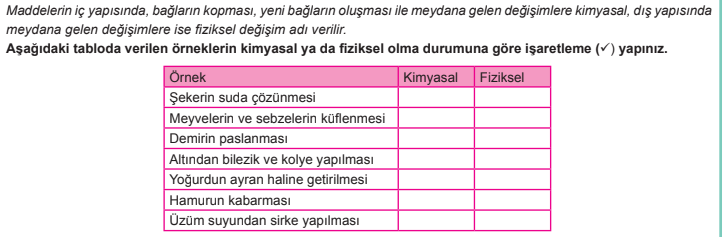 Maddelerin iç yapısında, bağların kopması, yeni bağların oluşması ile meydana gelen değişimlere kimyasal, dış yapısında
meydana gelen değişimlere ise fiziksel değişim adı verilir.
Aşağıdaki tabloda verilen örneklerin kimyasal ya da fiziksel olma durumuna göre işaretleme (✓) yapınız.
Örnek Kimyasal Fiziksel
Şekerin suda çözünmesi
Meyvelerin ve sebzelerin küflenmesi
Demirin paslanması
Altından bilezik ve kolye yapılması
Yoğurdun ayran haline getirilmesi
Hamurun kabarması
Üzüm suyundan sirke yapılması